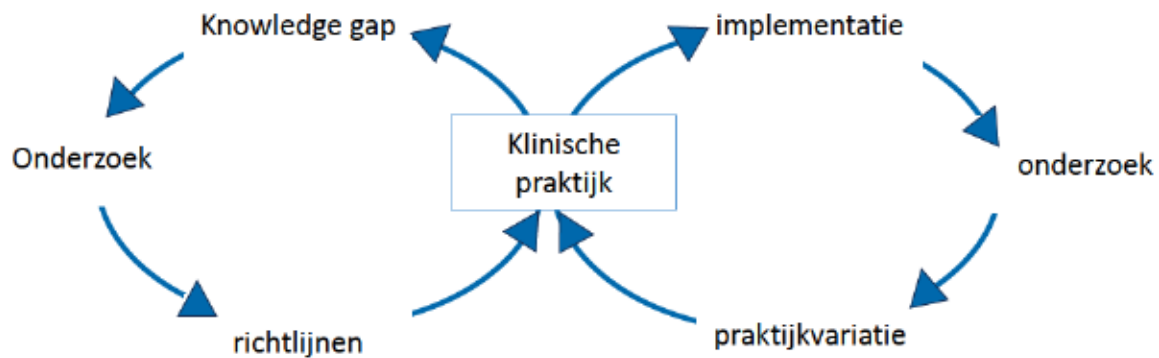 Knowledge gap
implementatie
Klinische
praktijk
Onderzoek
onderzoek
richtlijnen
praktijkvariatie